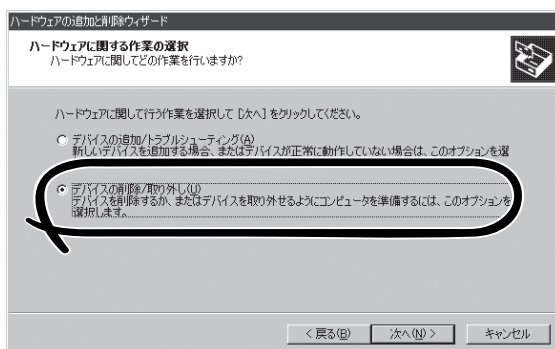 ハードウェアの追加と削除ウィザード
ハードウェアに関する作業の選択
ハードウェアに関してどの作業を行いますか?
ハードウェアに関して行う作業を選択して [次へ] をクリックしてください。
デバイスの追加/トラブルシューティング(A)
新しいデバイスを追加する場合、またはデバイスが正常に動作していない場合は、このオプションを選
デバイスの削除/取り外し(U)
デバイスを削除するか、またはデバイスを取り外せるようにコンピュータを準備するには、このオプションを
選択します。
< 戻る(B)
次へ(N) >
キャンセル